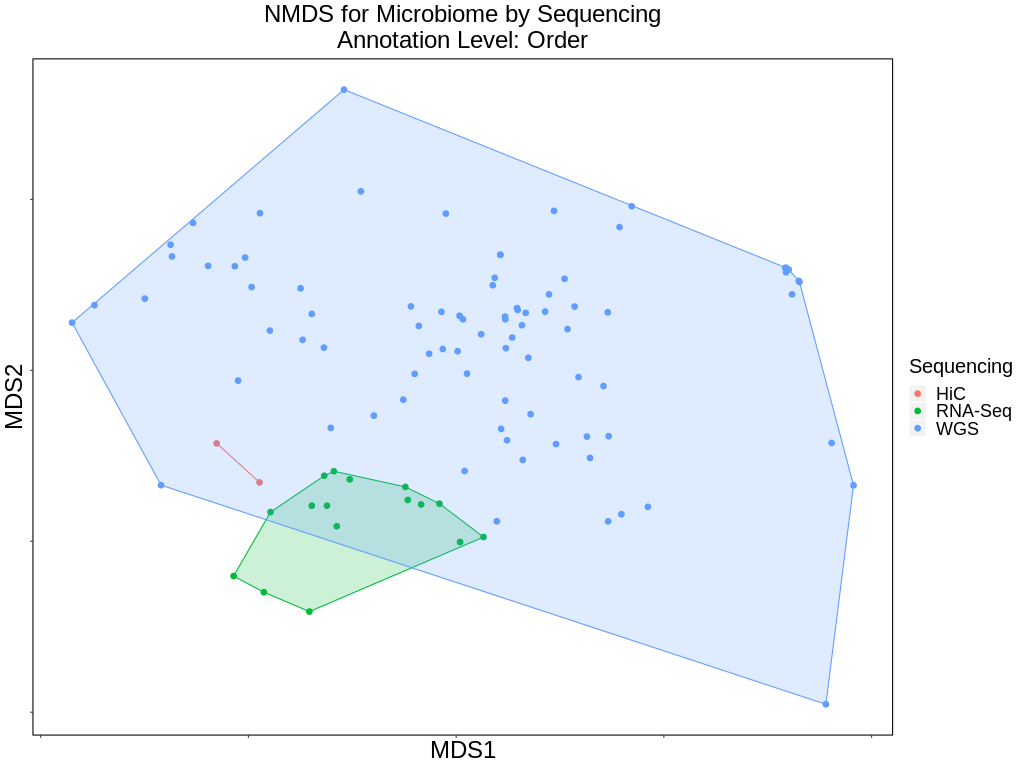 NMDS for Microbiome by Sequencing
Annotation Level: Order
MDS2
MDS1
Sequencing
HiC
RNA-Seq
WGS